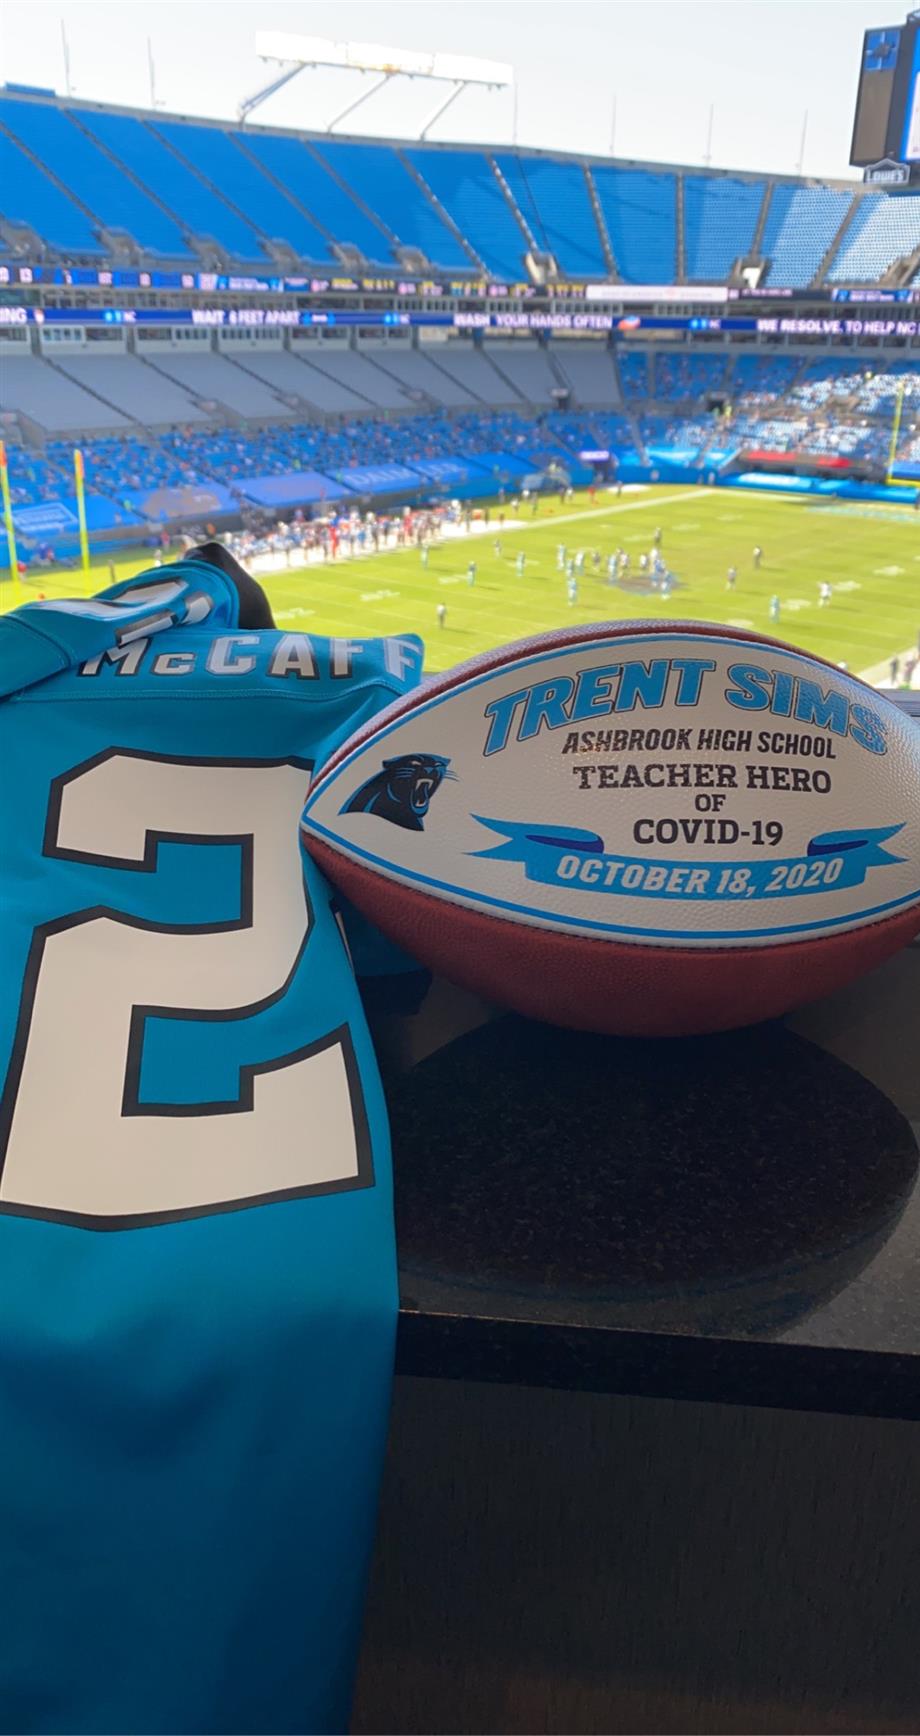 LOWE'S
ING
WAIT 6 FEET APART
WASH YOUR HANDS OFTEN
WE RESOLVE. TO HELP
McCAFF
2
TRENT SIMS
ASHBROOK HIGH SCHOOL
TEACHER HERO
OF
COVID-19
OCTOBER 18, 2020